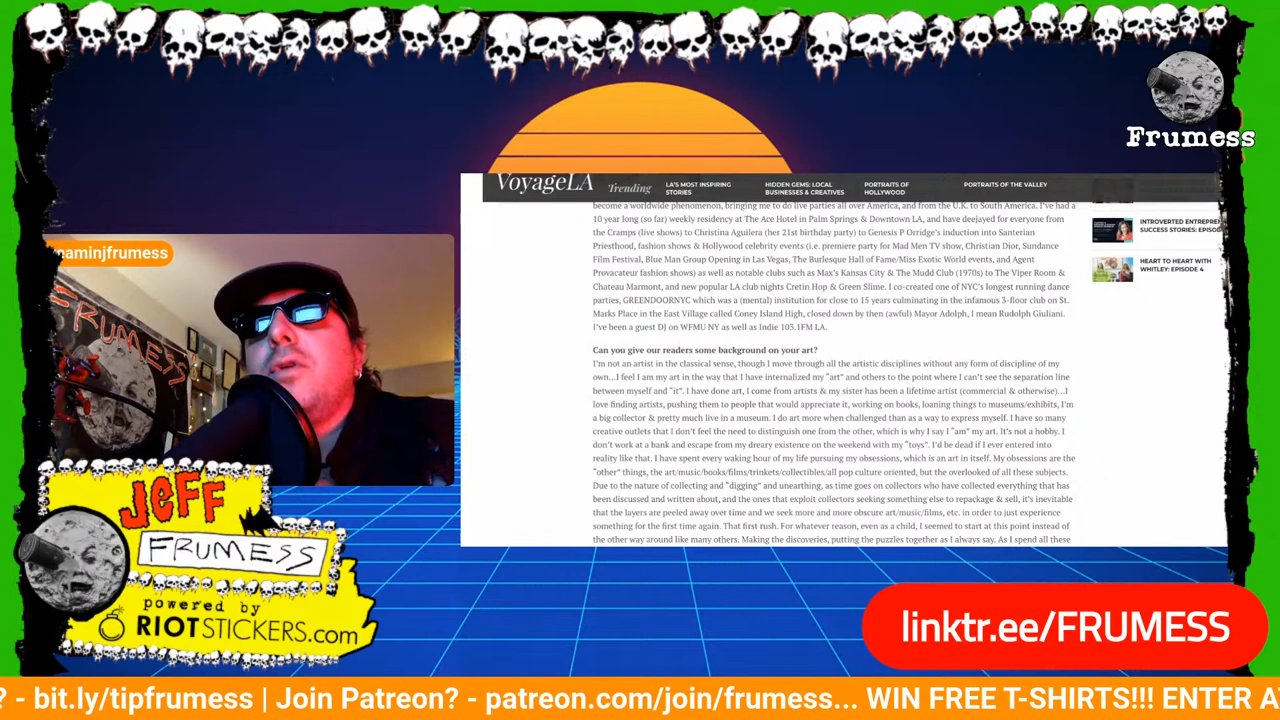 Frumess
VoyageLA
Trending
LA'S MOST INSPIRING
STORIES
HIDDEN GEMS: LOCAL
BUSINESSES & CREATIVES
PORTRAITS OF
HOLLYWOOD
PORTRAITS OF THE VALLEY
become a worldwide phenomenon, bringing me to do live parties all over America, and from the U.K. to South America. I've had a
10 year long (so far) weekly residency at The Ace Hotel in Palm Springs & Downtown LA, and have deejayed for everyone from
the Cramps (live shows) to Christina Aguilera (her 21st birthday party) to Genesis P Orridge's induction into Santerian
Priesthood, fashion shows & Hollywood celebrity events (i.e. premiere party for Mad Men TV show, Christian Dior, Sundance
Film Festival, Blue Man Group Opening in Las Vegas, The Burlesque Hall of Fame/Miss Exotic World events, and Agent
Provacateur fashion shows) as well as notable clubs such as Max's Kansas City & The Mudd Club (1970s) to The Viper Room &
Chateau Marmont, and new popular LA club nights Cretin Hop & Green Slime. I co-created one of NYC's longest running dance
parties, GREENDOORNYC which was a (mental) institution for close to 15 years culminating in the infamous 3-floor club on St.
Marks Place in the East Village called Coney Island High, closed down by then (awful) Mayor Adolph, I mean Rudolph Giuliani.
I've been a guest DJ on WFMU NY as well as Indie 103.1FM LA.
Can you give our readers some background on your art?
I'm not an artist in the classical sense, though I move through all the artistic disciplines without any form of discipline of my
own...I feel I am my art in the way that I have internalized my "art" and others to the point where I can't see the separation line
between myself and "it". I have done art, I come from artists & my sister has been a lifetime artist (commercial & otherwise)...I
love finding artists, pushing them to people that would appreciate it, working on books, loaning things to museums/exhibits, I'm
a big collector & pretty much live in a museum. I do art more when challenged than as a way to express myself. I have so many
creative outlets that I don't feel the need to distinguish one from the other, which is why I say I "am" my art. It's not a hobby. I
don't work at a bank and escape from my dreary existence on the weekend with my "toys". I'd be dead if I ever entered into
reality like that. I have spent every waking hour of my life pursuing my obsessions, which is an art in itself. My obsessions are the
"other" things, the art/music/books/films/trinkets/collectibles/all pop culture oriented, but the overlooked of all these subjects.
Due to the nature of collecting and "digging" and unearthing, as time goes on collectors who have collected everything that has
been discussed and written about, and the ones that exploit collectors seeking something else to repackage & sell, it's inevitable
that the layers are peeled away over time and we seek more and more obscure art/music/films, etc. in order to just experience
something for the first time again. That first rush. For whatever reason, even as a child, I seemed to start at this point instead of
the other way around like many others. Making the discoveries, putting the puzzles together as I always say. As I spend all these
INTROVERTED ENTREPRE
SUCCESS STORIES: EPISOD
HEART TO HEART WITH
WHITLEY: EPISODE 4
aminjfrumess
FRUMESS
JEFF
FRUMESS
powered by
RIOTSTICKERS.com
linktr.ee/FRUMESS
? - bit.ly/tipfrumess | Join Patreon? - patreon.com/join/frumess... WIN FREE T-SHIRTS!!! ENTER A